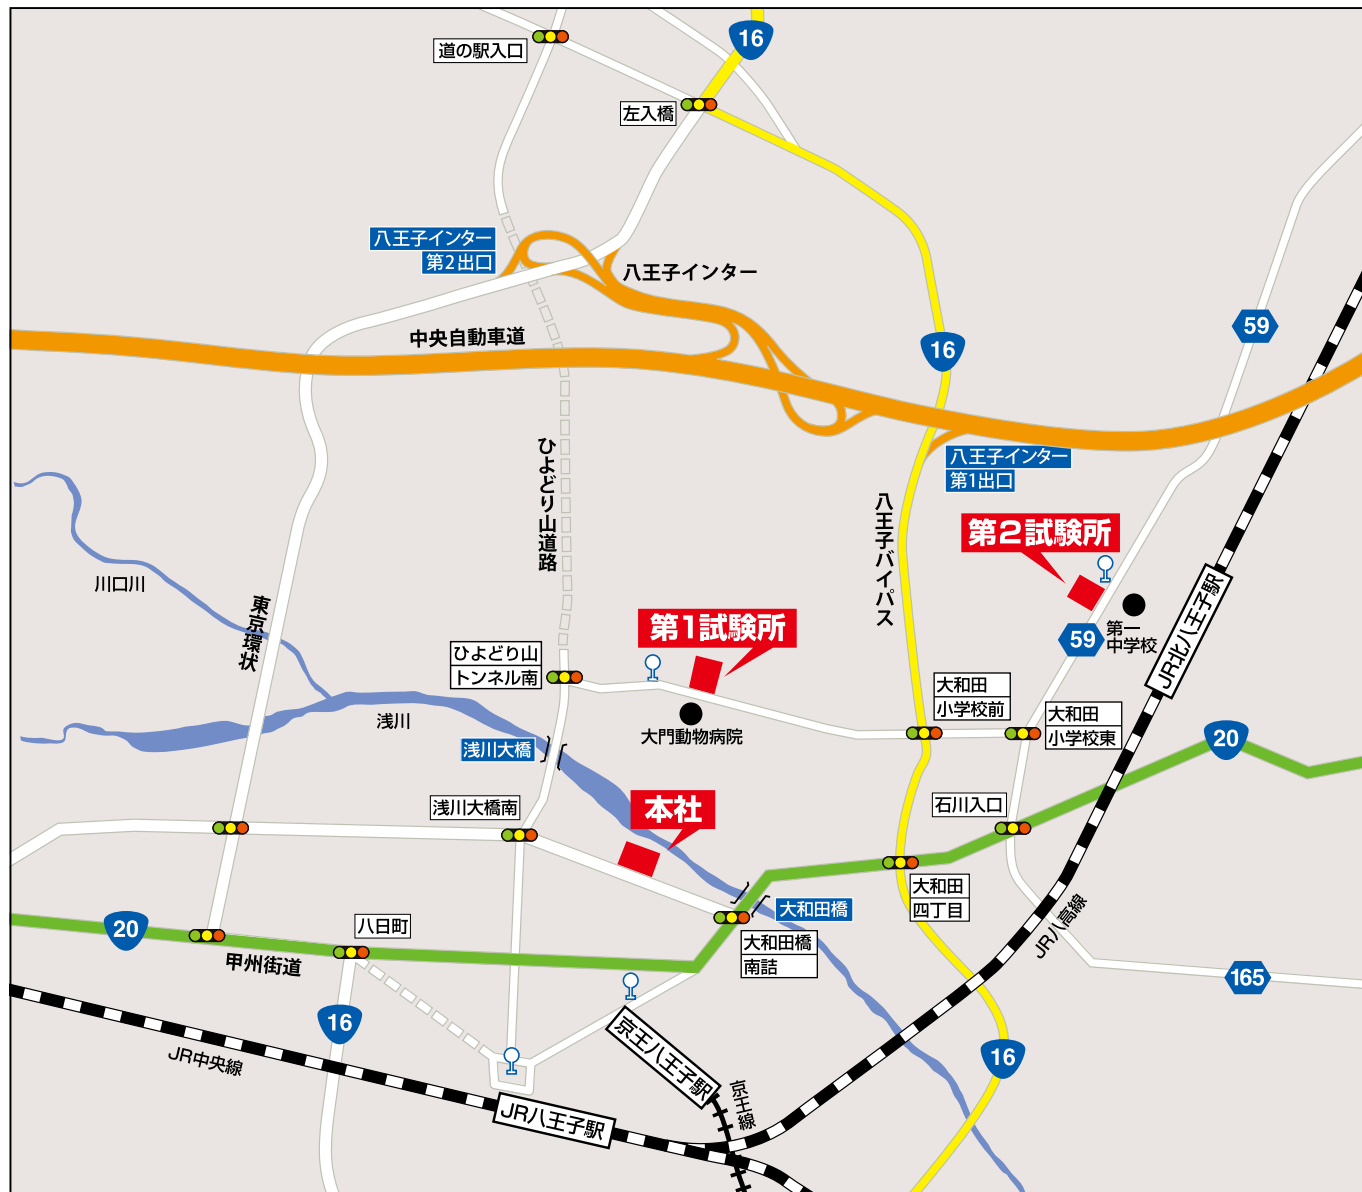 16
道の駅入口
左入橋
八王子インター
第2出口
八王子インター
中央自動車道
59
16
八王子インター
第1出口
ひよどり山道路
八王子バイパス
第2試験所
川口川
東京環状
第1試験所
59
第一
中学校
JR北八王子駅
ひよどり山
トンネル南
大和田
小学校前
大和田
小学校東
浅川
大門動物病院
浅川大橋
20
浅川大橋南
本社
石川入口
大和田
四丁目
大和田橋
八日町
20
甲州街道
大和田橋
南詰
JR八高線
165
16
京王八王子駅
JR中央線
16
京王線
JR八王子駅